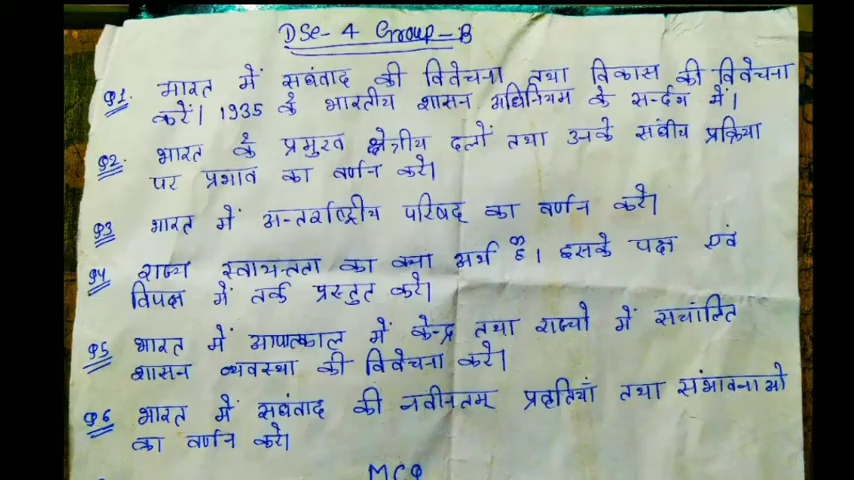 DSC-4 Group-B
Q1. भारत में संघवाद की विवेचना तथा विकास की विवेचना
करें। 1935 के भारतीय शासन अधिनियम के सन्दर्भ में।
Q2. भारत के प्रमुख क्षेत्रीय दलों तथा उनके संघीय प्रक्रिया
पर प्रभाव का वर्णन करें।
Q3 भारत में अन्तर्राष्ट्रीय परिषद् का वर्णन करें।
Q4 राज्य स्वायत्तता का क्या अर्थ है। इसके पक्ष एवं
विपक्ष में तर्क प्रस्तुत करें।
Q5 भारत में आपातकाल में केन्द्र तथा राज्यों में संचालित
शासन व्यवस्था की विवेचना करें।
Q6 भारत में संघवाद की नवीनतम् प्रवृतियाँ तथा संभावनाओ
का वर्णन करें।
MCQ